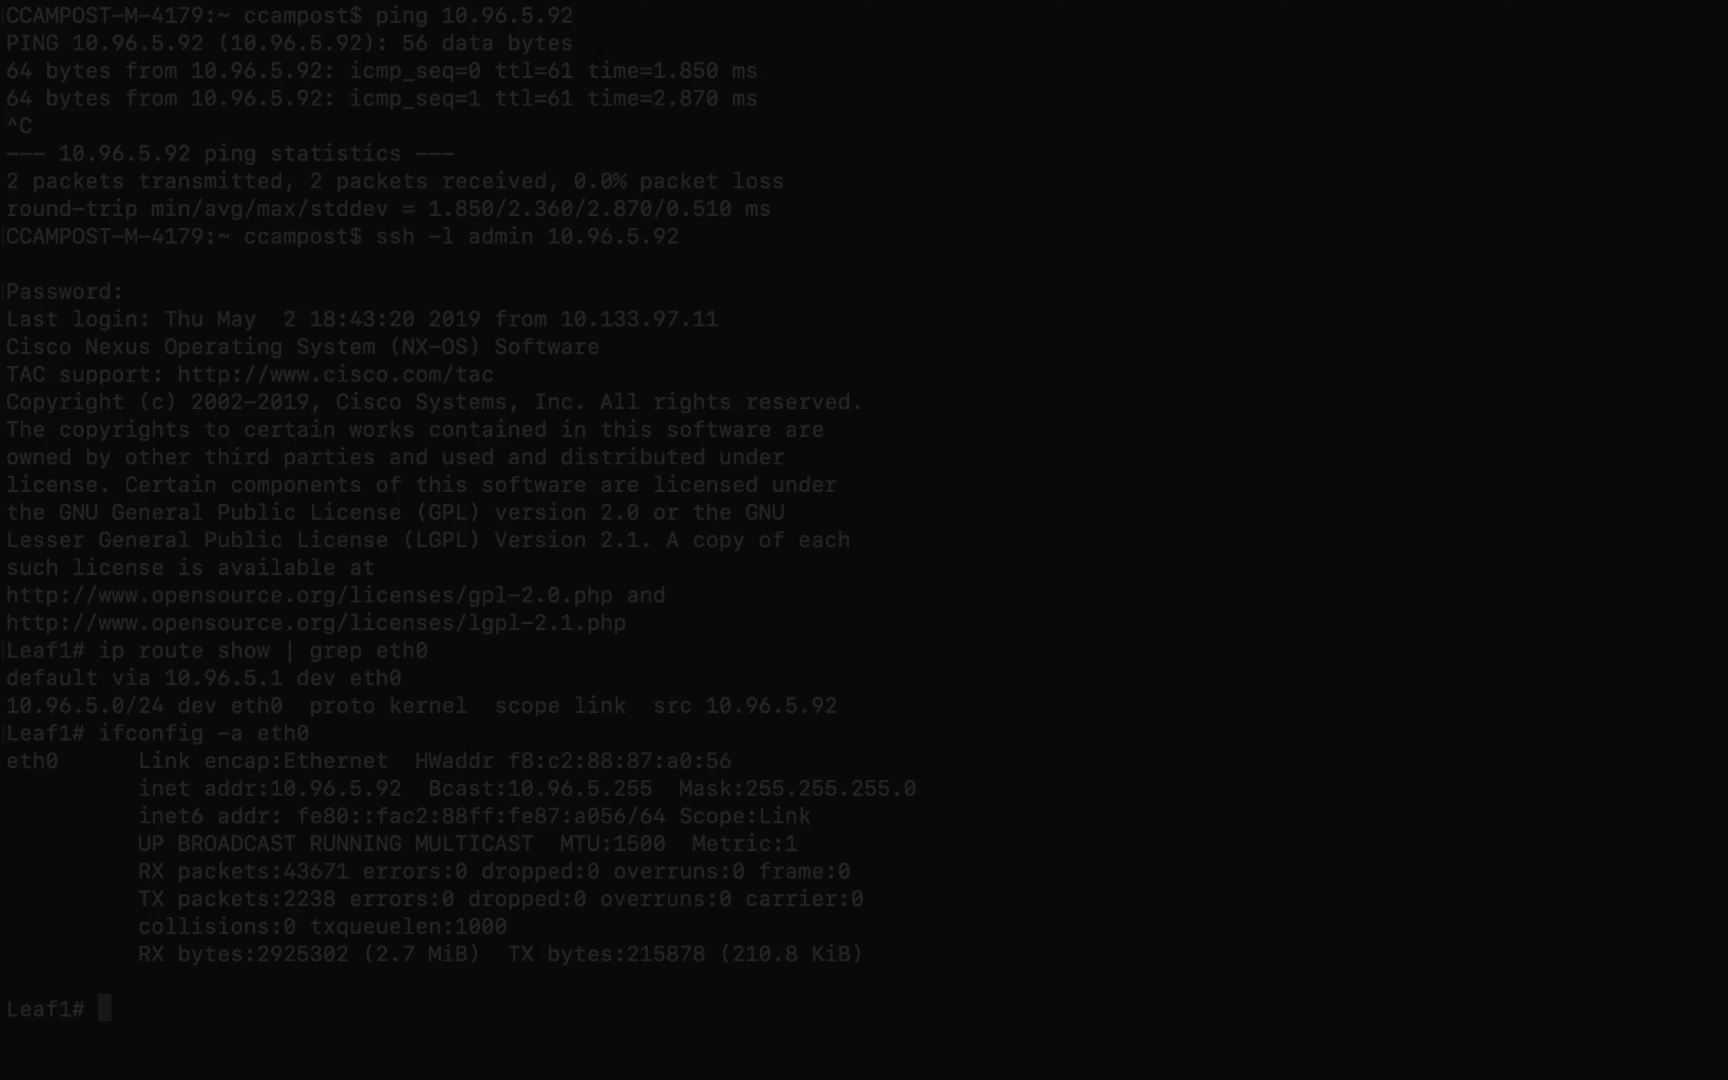 CCAMPOST-M-4179:~ ccampost$ ping 10.96.5.92
PING 10.96.5.92 (10.96.5.92): 56 data bytes
64 bytes from 10.96.5.92: icmp_seq=0 ttl=61 time=1.850 ms
64 bytes from 10.96.5.92: icmp_seq=1 ttl=61 time=2.870 ms
^C
--- 10.96.5.92 ping statistics ---
2 packets transmitted, 2 packets received, 0.0% packet loss
round-trip min/avg/max/stddev = 1.850/2.360/2.870/0.510 ms
CCAMPOST-M-4179:~ ccampost$ ssh -l admin 10.96.5.92
Password:
Last login: Thu May  2 18:43:20 2019 from 10.133.97.11
Cisco Nexus Operating System (NX-OS) Software
TAC support: http://www.cisco.com/tac
Copyright (c) 2002-2019, Cisco Systems, Inc. All rights reserved.
The copyrights to certain works contained in this software are
owned by other third parties and used and distributed under
license. Certain components of this software are licensed under
the GNU General Public License (GPL) version 2.0 or the GNU
Lesser General Public License (LGPL) Version 2.1. A copy of each
such license is available at
http://www.opensource.org/licenses/gpl-2.0.php and
http://www.opensource.org/licenses/lgpl-2.1.php
Leaf1# ip route show | grep eth0
default via 10.96.5.1 dev eth0
10.96.5.0/24 dev eth0  proto kernel  scope link  src 10.96.5.92
Leaf1# ifconfig -a eth0
eth0      Link encap:Ethernet  HWaddr f8:c2:88:87:a0:56
          inet addr:10.96.5.92  Bcast:10.96.5.255  Mask:255.255.255.0
          inet6 addr: fe80::fac2:88ff:fe87:a056/64 Scope:Link
          UP BROADCAST RUNNING MULTICAST  MTU:1500  Metric:1
          RX packets:43671 errors:0 dropped:0 overruns:0 frame:0
          TX packets:2238 errors:0 dropped:0 overruns:0 carrier:0
          collisions:0 txqueuelen:1000
          RX bytes:2925302 (2.7 MiB)  TX bytes:215878 (210.8 KiB)
Leaf1#